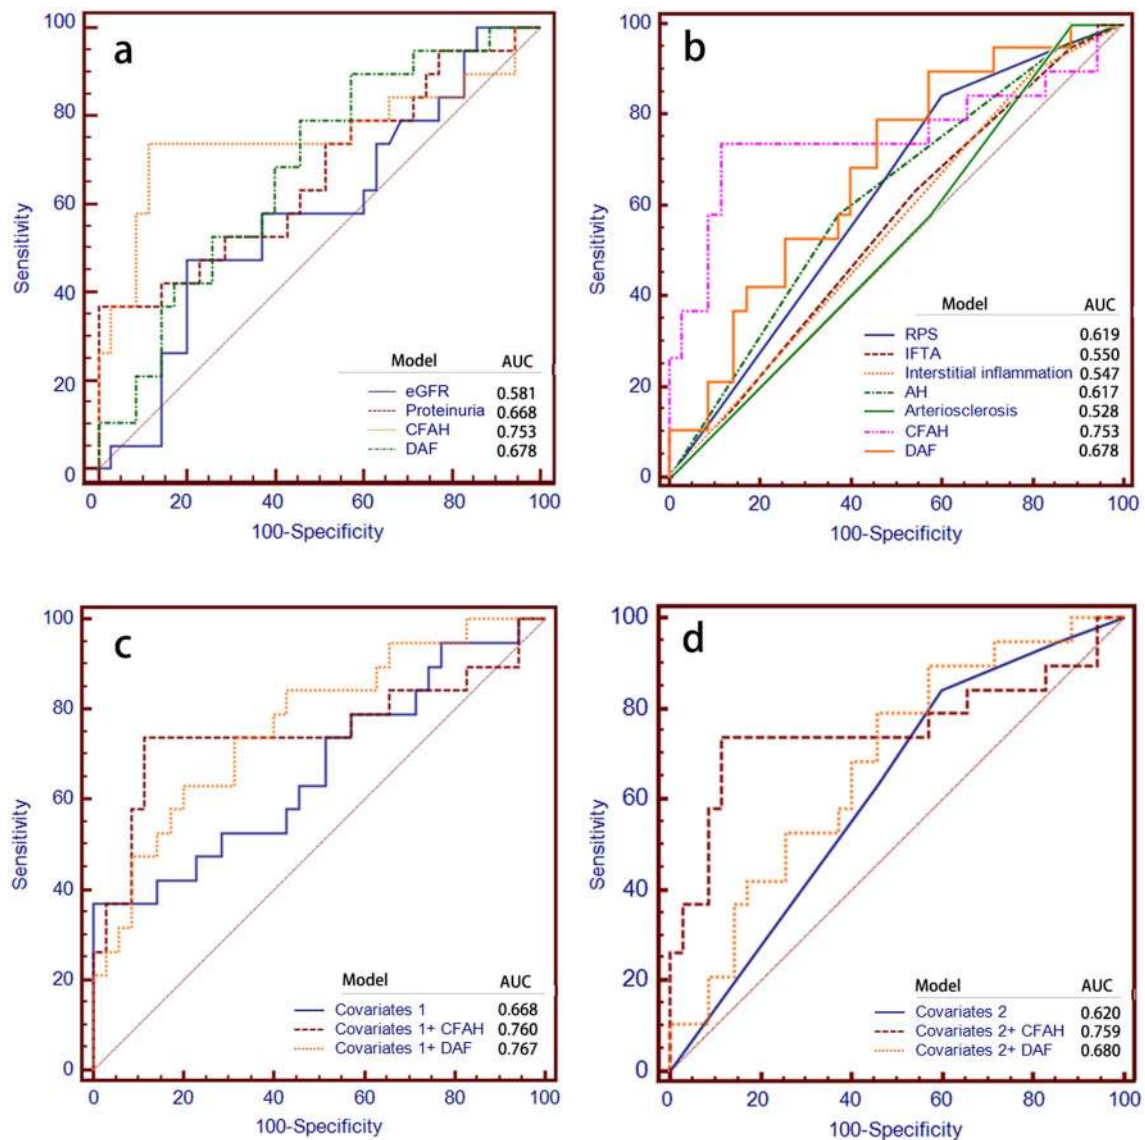 a
Sensitivity
100
80
60
40
20
0
Model AUC
eGFR 0.581
Proteinuria 0.668
CFAH 0.753
DAF 0.678
0 20 40 60 80 100
100-Specificity
b
Sensitivity
100
80
60
40
20
0
Model AUC
RPS 0.619
IFTA 0.550
Interstitial inflammation 0.547
AH 0.617
Arteriosclerosis 0.528
CFAH 0.753
DAF 0.678
0 20 40 60 80 100
100-Specificity
c
Sensitivity
100
80
60
40
20
0
Model AUC
Covariates 1 0.668
Covariates 1+ CFAH 0.760
Covariates 1+ DAF 0.767
0 20 40 60 80 100
100-Specificity
d
Sensitivity
100
80
60
40
20
0
Model AUC
Covariates 2 0.620
Covariates 2+ CFAH 0.759
Covariates 2+ DAF 0.680
0 20 40 60 80 100
100-Specificity